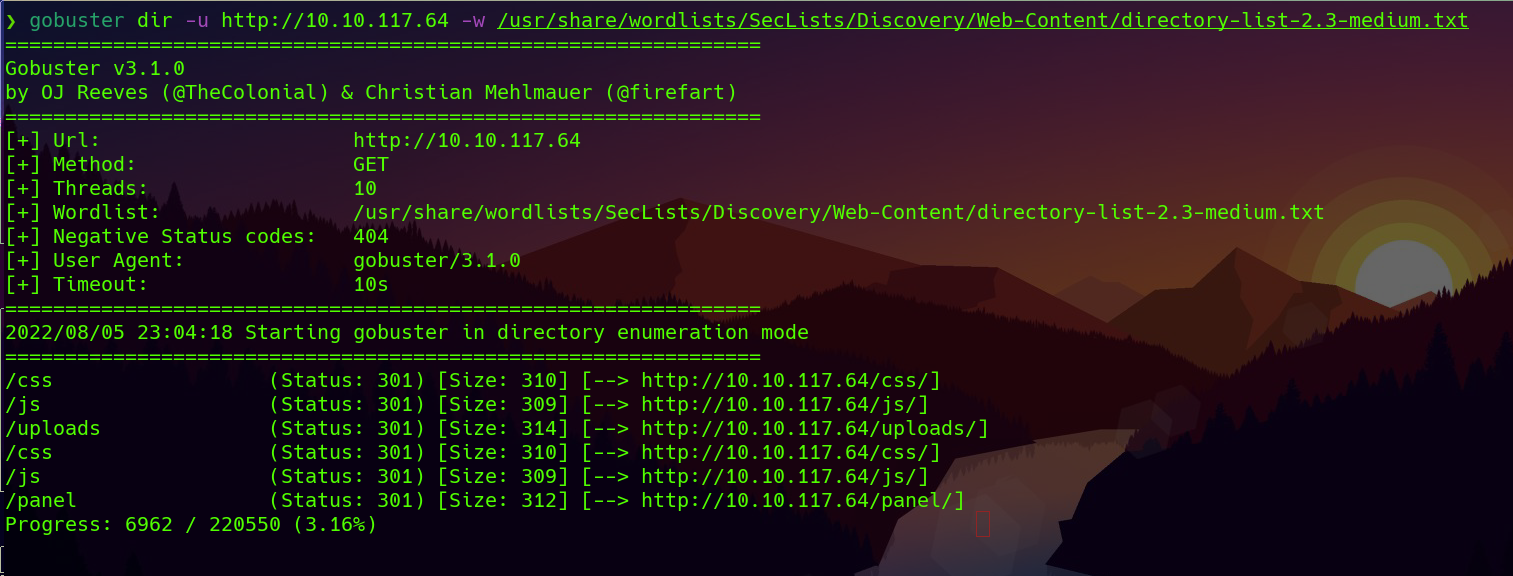 ❯ gobuster dir -u http://10.10.117.64 -w /usr/share/wordlists/SecLists/Discovery/Web-Content/directory-list-2.3-medium.txt
===============================================================
Gobuster v3.1.0
by OJ Reeves (@TheColonial) & Christian Mehlmauer (@firefart)
===============================================================
[+] Url:                     http://10.10.117.64
[+] Method:                  GET
[+] Threads:                 10
[+] Wordlist:                /usr/share/wordlists/SecLists/Discovery/Web-Content/directory-list-2.3-medium.txt
[+] Negative Status codes:   404
[+] User Agent:              gobuster/3.1.0
[+] Timeout:                 10s
===============================================================
2022/08/05 23:04:18 Starting gobuster in directory enumeration mode
===============================================================
/css                  (Status: 301) [Size: 310] [--> http://10.10.117.64/css/]
/js                   (Status: 301) [Size: 309] [--> http://10.10.117.64/js/]
/uploads              (Status: 301) [Size: 314] [--> http://10.10.117.64/uploads/]
/css                  (Status: 301) [Size: 310] [--> http://10.10.117.64/css/]
/js                   (Status: 301) [Size: 309] [--> http://10.10.117.64/js/]
/panel                (Status: 301) [Size: 312] [--> http://10.10.117.64/panel/]
Progress: 6962 / 220550 (3.16%)